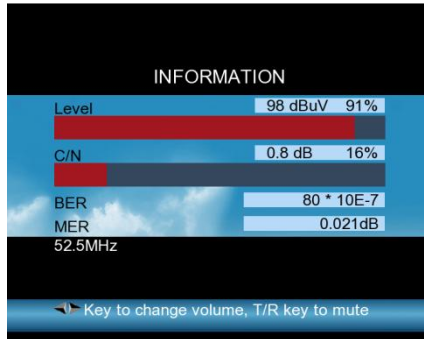 INFORMATION
Level 98 dBuV 91%
C/N 0.8 dB 16%
BER 80 * 10E-7
MER 0.021dB
52.5MHz
Key to change volume, T/R key to mute